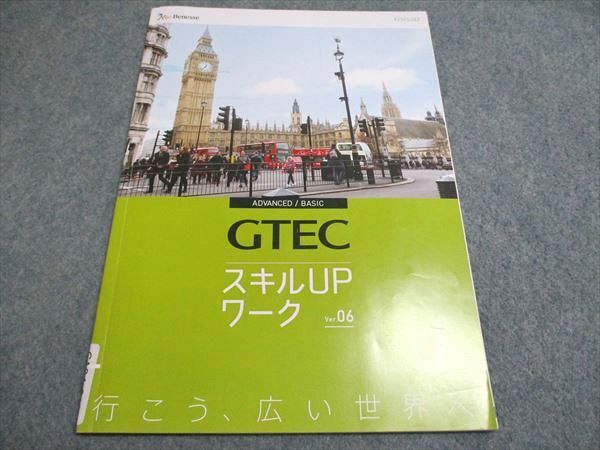 Benesse
ADVANCED / BASIC
GTEC
スキルUP
ワーク Ver.06
行こう、広い世界へ